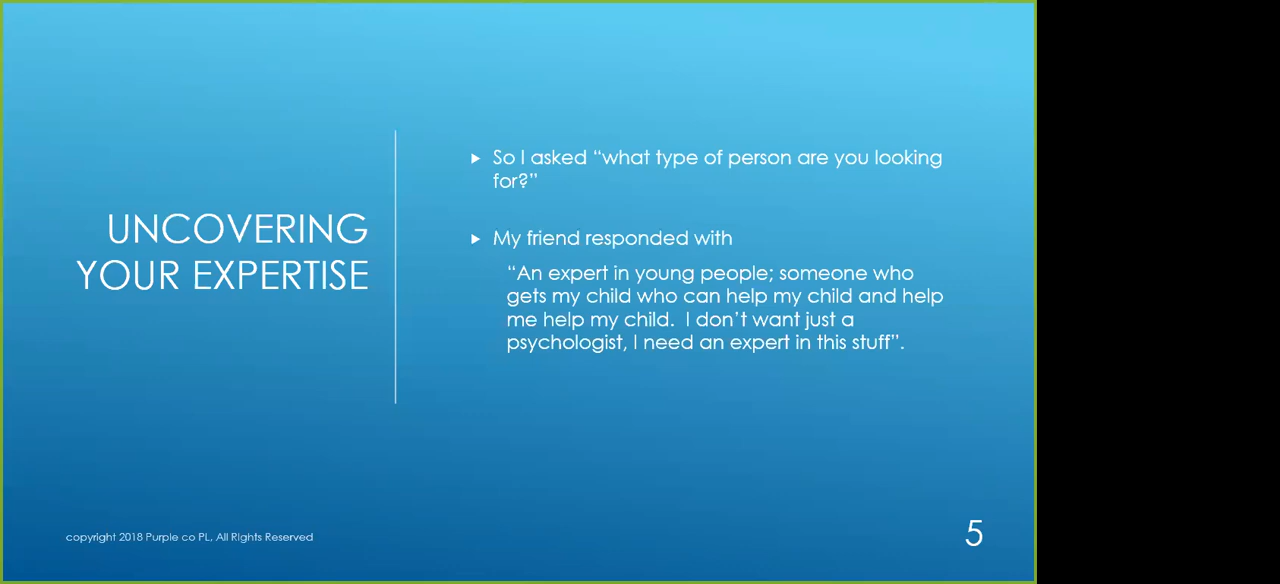 UNCOVERING
YOUR EXPERTISE
So I asked “what type of person are you looking
for?”
My friend responded with
“An expert in young people; someone who
gets my child who can help my child and help
me help my child.  I don’t want just a
psychologist, I need an expert in this stuff”.
copyright 2018 Purple co PL, All Rights Reserved
5